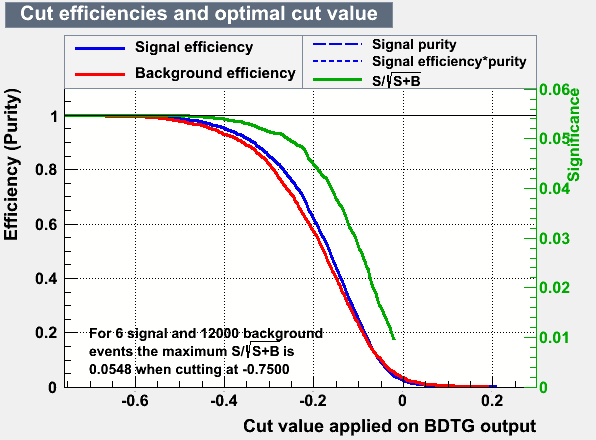 Cut efficiencies and optimal cut value
Signal efficiency
Background efficiency
Signal purity
Signal efficiency*purity
S/√S+B
Efficiency (Purity)
1
0.8
0.6
0.4
0.2
0
0.06
0.05
0.04
0.03
0.02
0.01
0
Significance
For 6 signal and 12000 background
events the maximum S/√S+B is
0.0548 when cutting at -0.7500
-0.6
-0.4
-0.2
0
0.2
Cut value applied on BDTG output